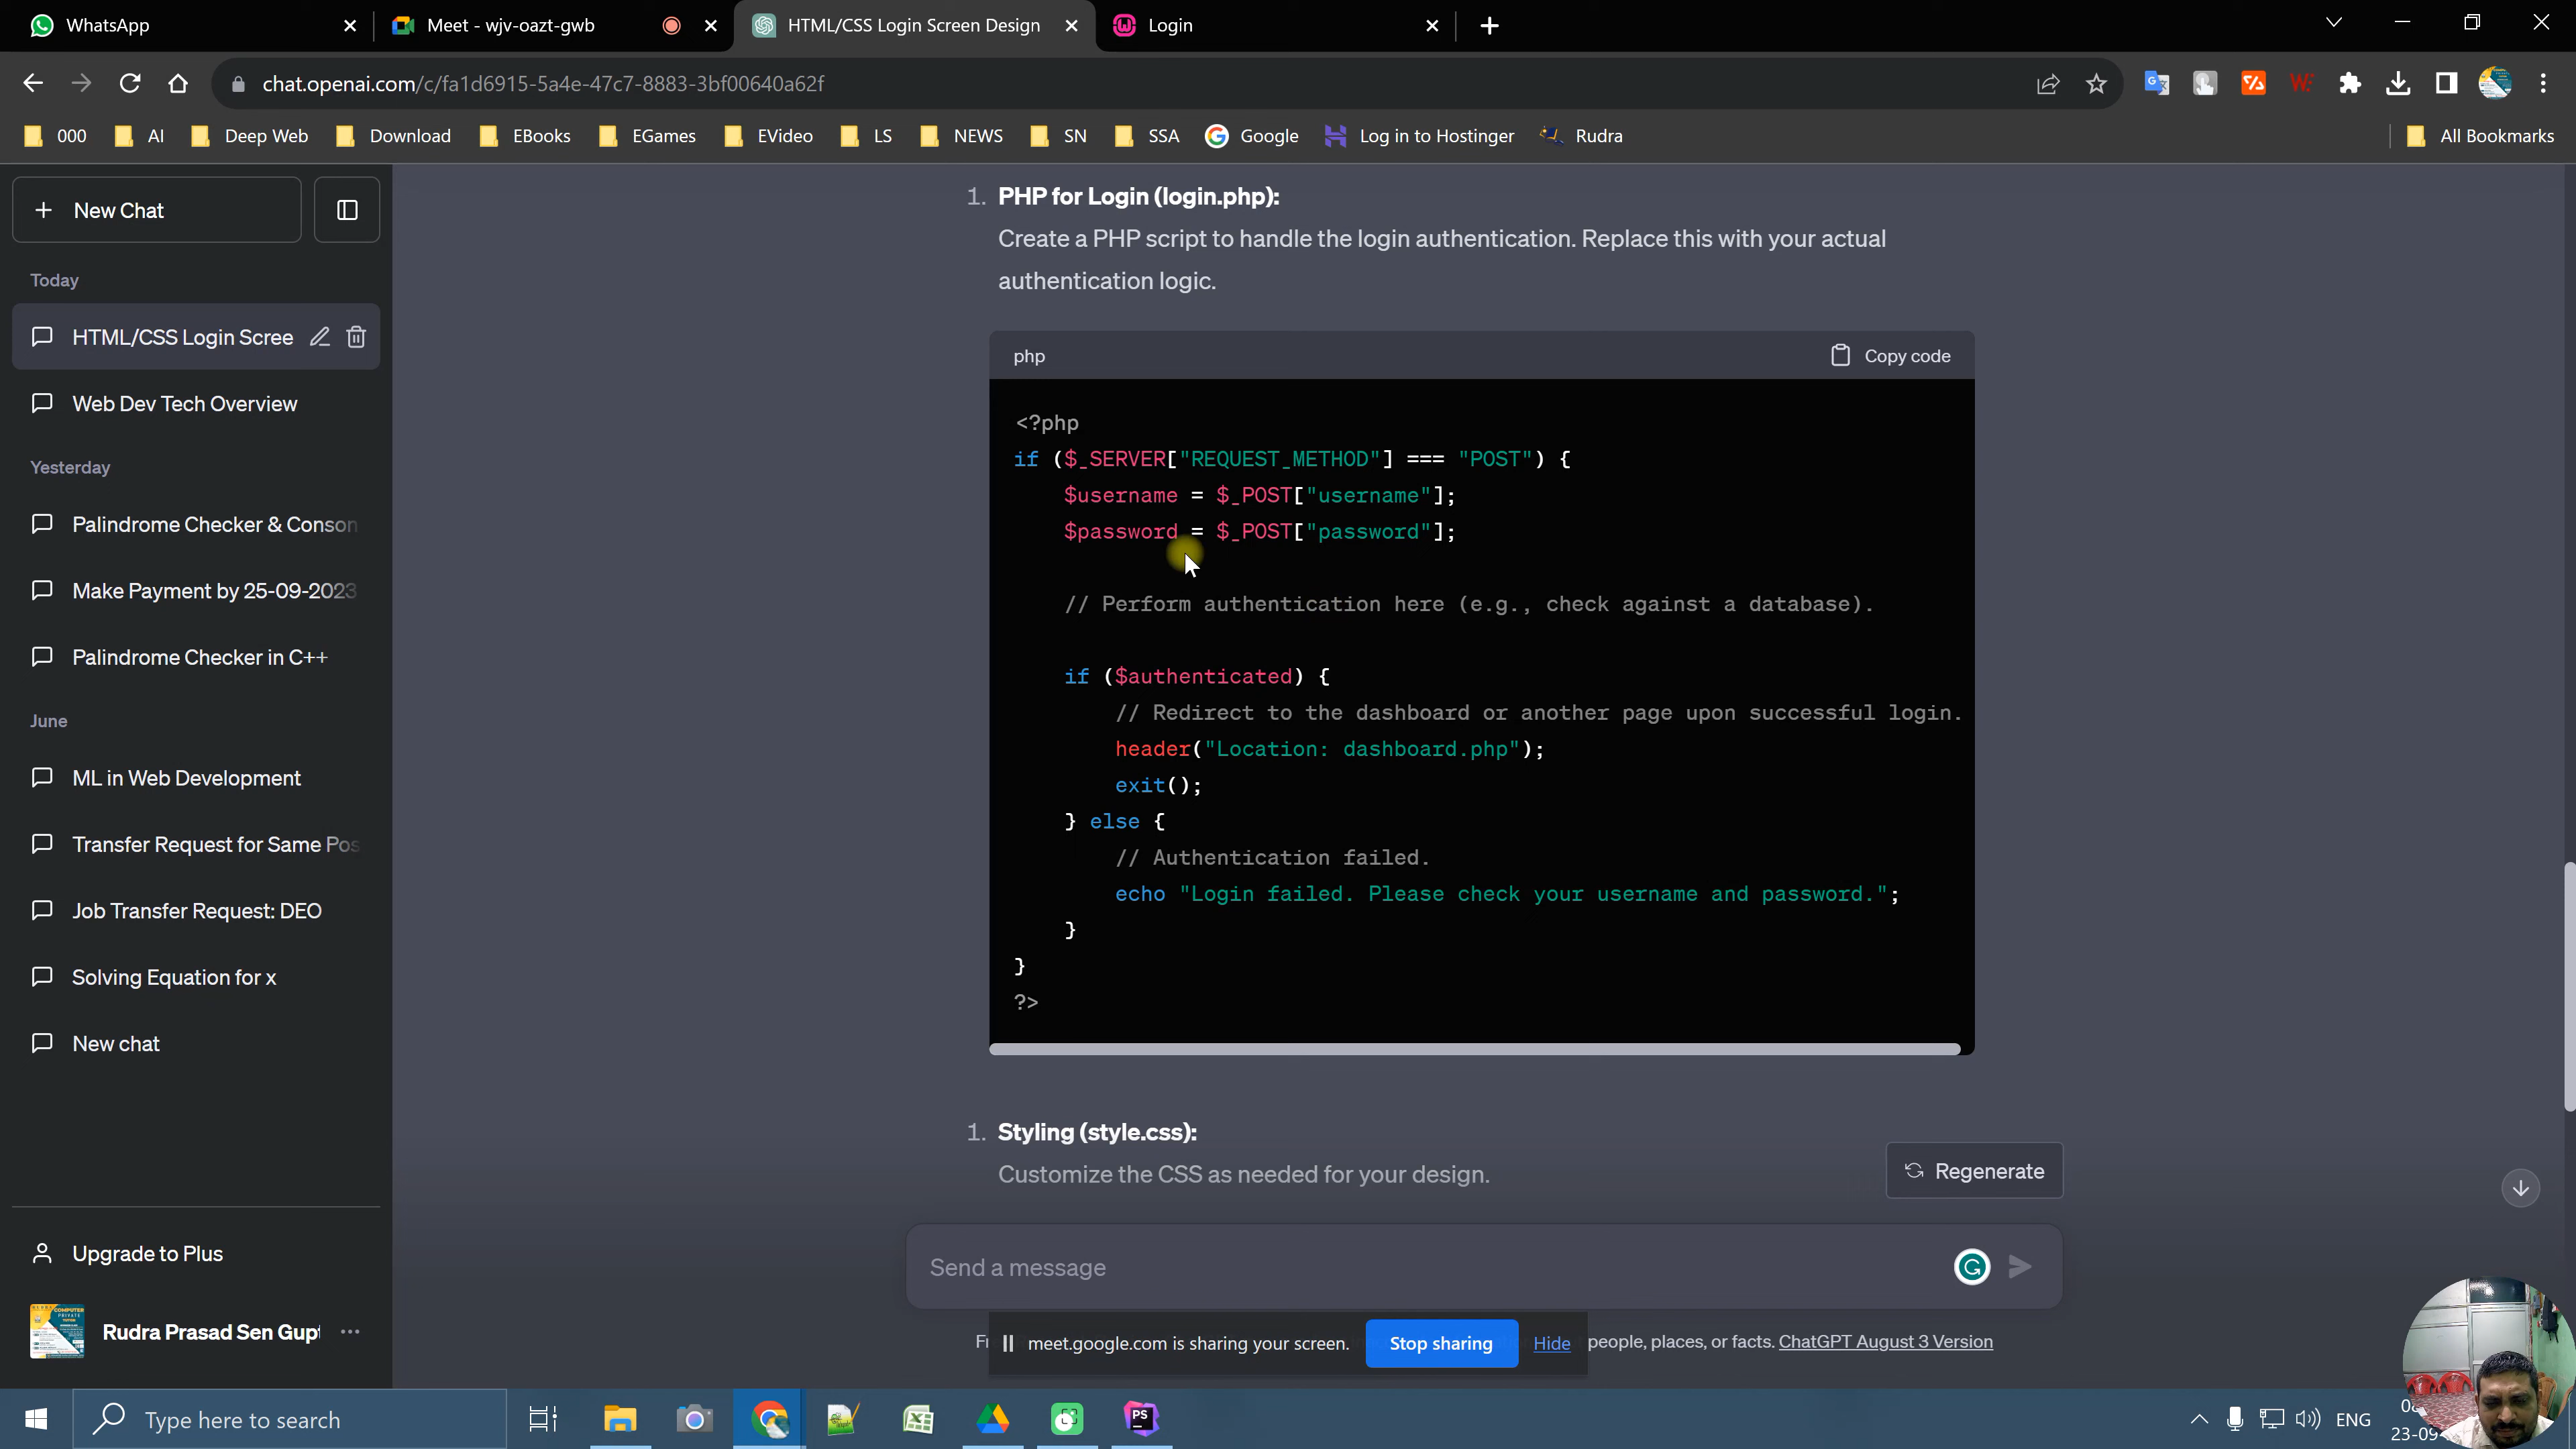 WhatsApp
Meet - wjv-oazt-gwb
HTML/CSS Login Screen Design
Login
chat.openai.com/c/fa1d6915-5a4e-47c7-8883-3bf00640a62f
000
AI
Deep Web
Download
EBooks
EGames
EVideo
LS
NEWS
SN
SSA
Google
Log in to Hostinger
Rudra
All Bookmarks
New Chat
Today
HTML/CSS Login Scree
Web Dev Tech Overview
Yesterday
Palindrome Checker & Conson
Make Payment by 25-09-2023
Palindrome Checker in C++
June
ML in Web Development
Transfer Request for Same Pos
Job Transfer Request: DEO
Solving Equation for x
New chat
Upgrade to Plus
Rudra Prasad Sen Gupt
1. PHP for Login (login.php):
Create a PHP script to handle the login authentication. Replace this with your actual
authentication logic.
php
Copy code
<?php
if ($_SERVER["REQUEST_METHOD"] === "POST") {
$username = $_POST["username"];
$password = $_POST["password"];
// Perform authentication here (e.g., check against a database).
if ($authenticated) {
// Redirect to the dashboard or another page upon successful login.
header("Location: dashboard.php");
exit();
} else {
// Authentication failed.
echo "Login failed. Please check your username and password.";
}
}
?>
1. Styling (style.css):
Customize the CSS as needed for your design.
Regenerate
Send a message
meet.google.com is sharing your screen.
Stop sharing
Hide
people, places, or facts. ChatGPT August 3 Version
Type here to search
PS
ENG
23-09